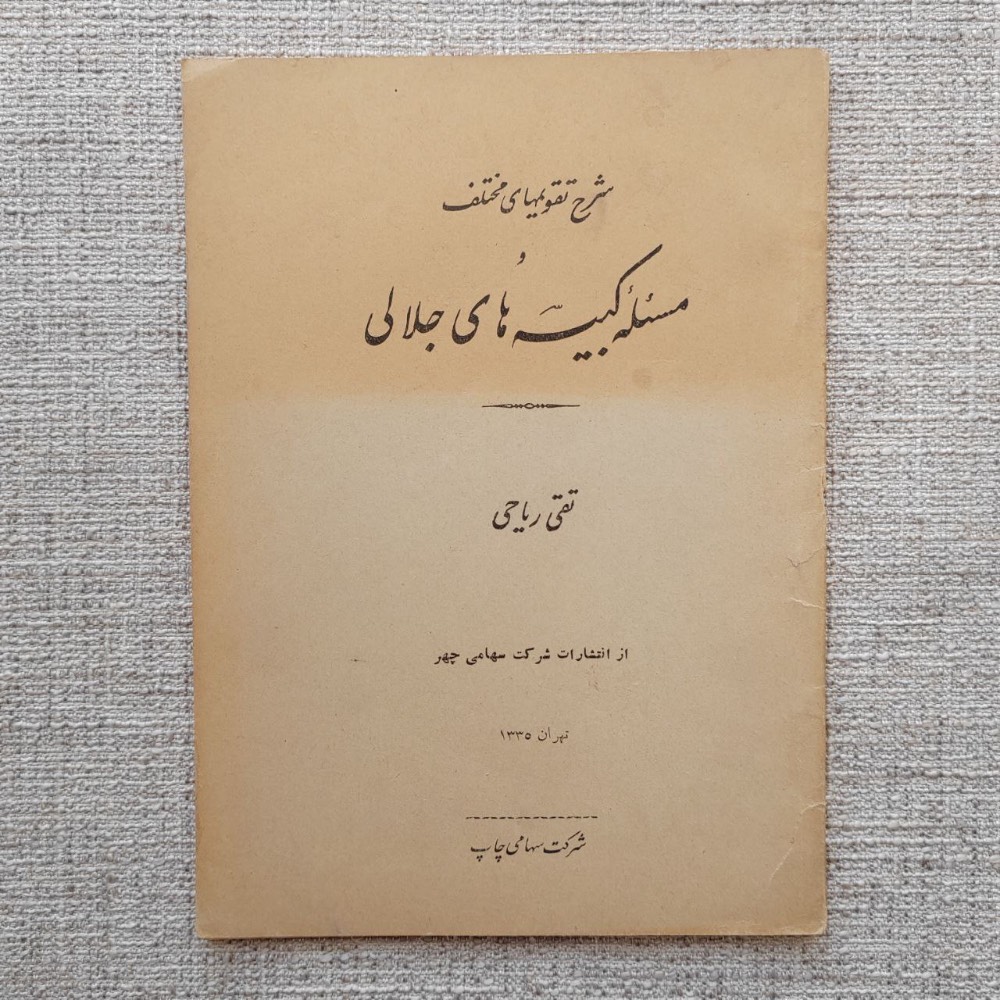 شرح تقویمهای مختلف
و
مسئلهٔ کبیسه های جلالی
تقی ریاحی
از انتشارات شرکت سهامی چهر
تهران ۱۳۳۵
شرکت سهامی چاپ